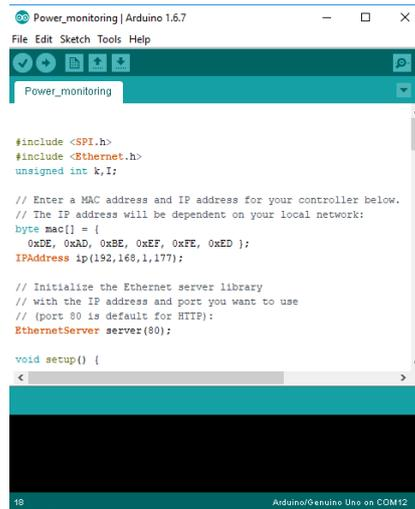 Power_monitoring | Arduino 1.6.7
File Edit Sketch Tools Help
Power_monitoring
#include <SPI.h>
#include <Ethernet.h>
unsigned int k,I;
// Enter a MAC address and IP address for your controller below.
// The IP address will be dependent on your local network:
byte mac[] = {
  0xDE, 0xAD, 0xBE, 0xEF, 0xFE, 0xED };
IPAddress ip(192,168,1,177);
// Initialize the Ethernet server library
// with the IP address and port you want to use
// (port 80 is default for HTTP):
EthernetServer server(80);
void setup() {
18
Arduino/Genuino Uno on COM12